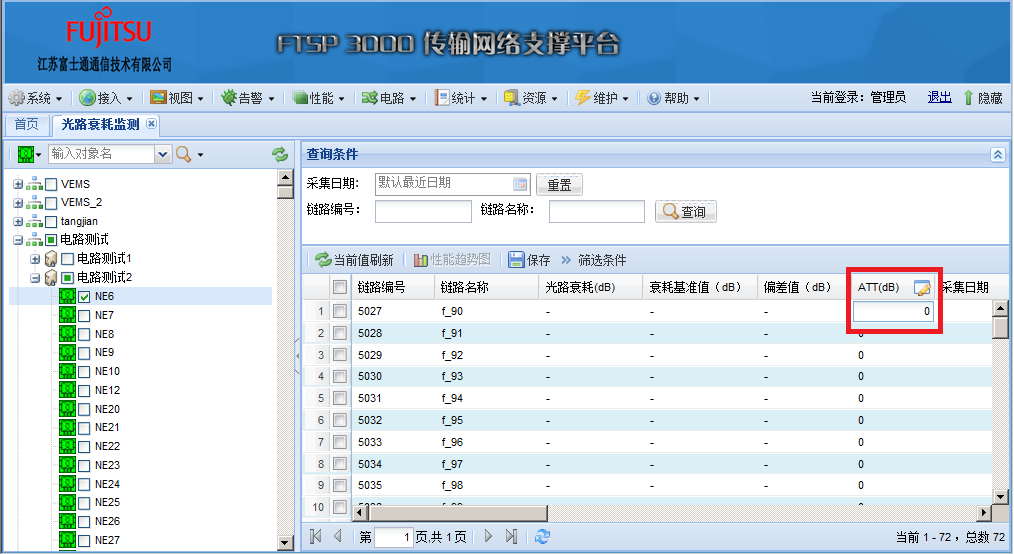 FUJITSU
江苏富士通通信技术有限公司
FTSP 3000 传输网络支撑平台
系统 接入 视图 告警 性能 电路 统计 资源 维护 帮助 当前登录：管理员 退出 隐藏
首页 光路衰耗监测
输入对象名
VEMS
VEMS_2
tangjian
电路测试
电路测试1
电路测试2
NE6
NE7
NE8
NE9
NE10
NE12
NE20
NE21
NE22
NE23
NE24
NE25
NE26
NE27
查询条件
采集日期: 默认最近日期 重置
链路编号: 链路名称: 查询
当前值刷新 性能趋势图 保存 » 筛选条件
链路编号 链路名称 光路衰耗(dB) 衰耗基准值（dB） 偏差值（dB） ATT(dB) 采集日期
1 5027 f_90 - - - 0
2 5028 f_91 - - - 0
3 5029 f_92 - - - 0
4 5030 f_93 - - - 0
5 5031 f_94 - - - 0
6 5032 f_95 - - - 0
7 5033 f_96 - - - 0
8 5034 f_97 - - - 0
9 5035 f_98 - - - 0
10
第 1 页,共 1 页 当前 1 - 72 ，总数 72